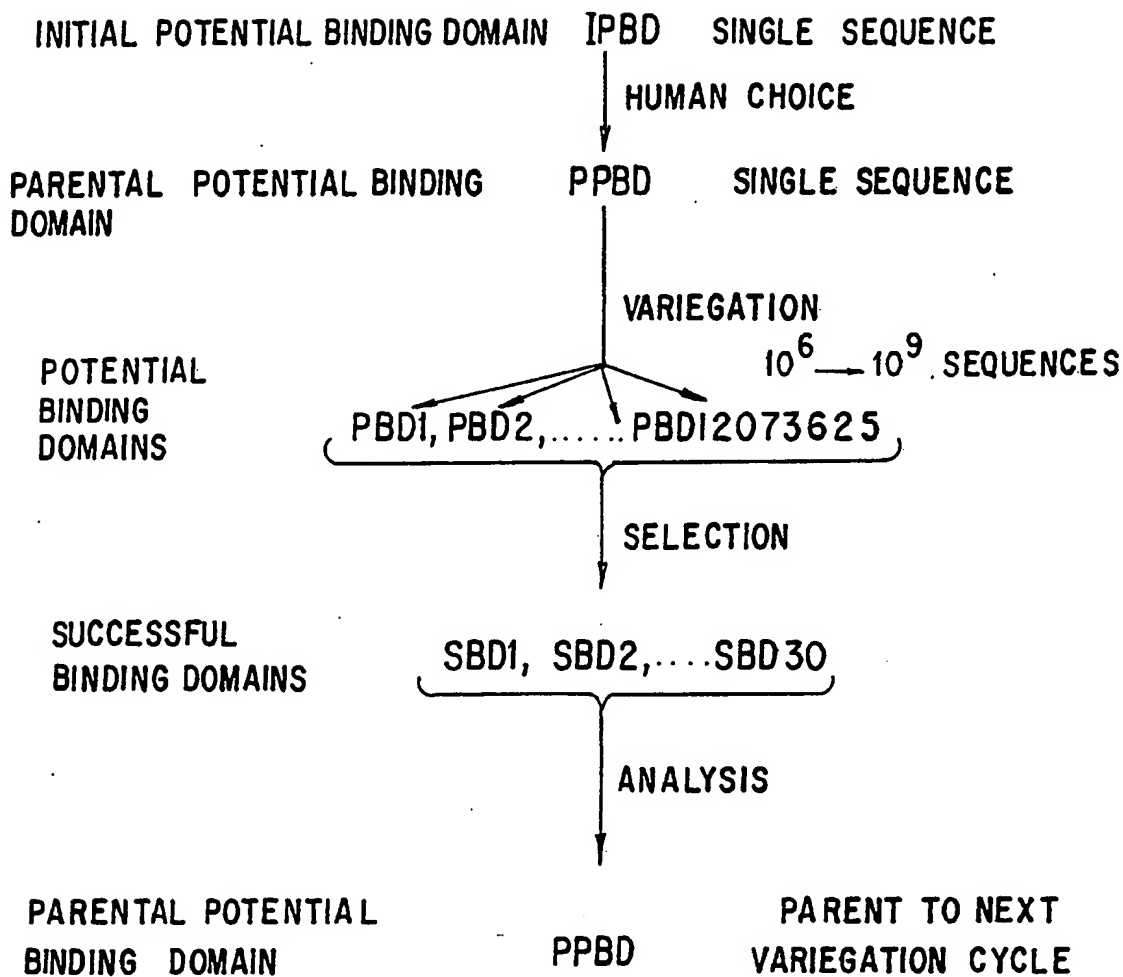 INITIAL POTENTIAL BINDING DOMAIN IPBD SINGLE SEQUENCE
HUMAN CHOICE
PARENTAL POTENTIAL BINDING DOMAIN PPBD SINGLE SEQUENCE
VARIEGATION
10^6 → 10^9 SEQUENCES
POTENTIAL
BINDING
DOMAINS
PBD1, PBD2,...... PBD12073625
SELECTION
SUCCESSFUL
BINDING DOMAINS
SBD1, SBD2,....SBD30
ANALYSIS
PARENTAL POTENTIAL
BINDING DOMAIN
PPBD
PARENT TO NEXT
VARIEGATION CYCLE